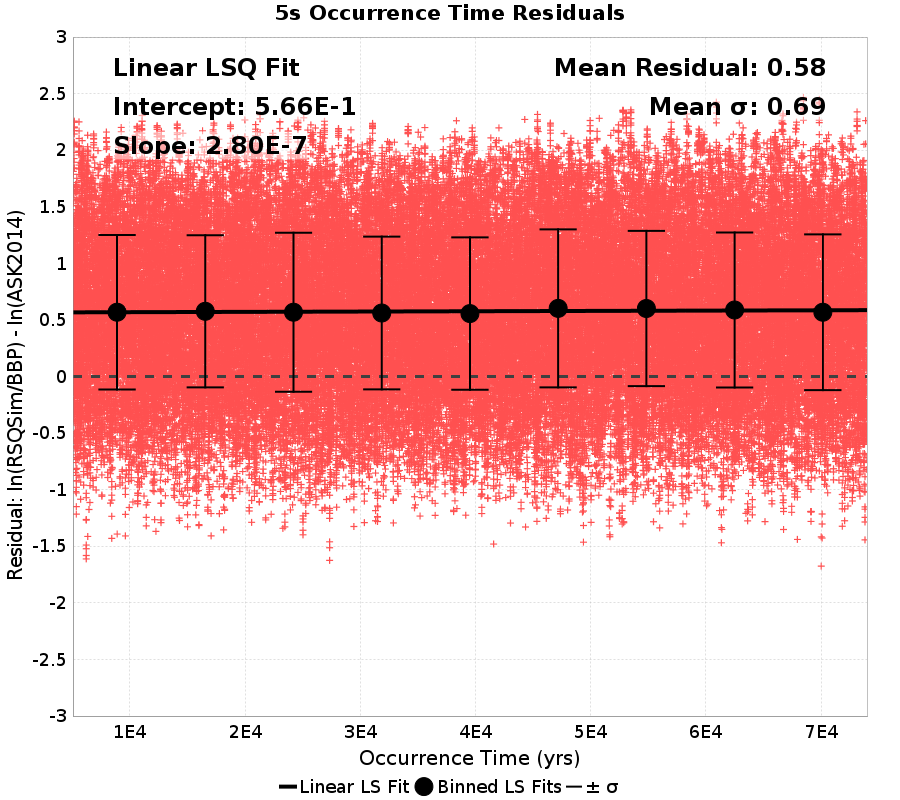 5s Occurrence Time Residuals
Linear LSQ Fit
Intercept: 5.66E-1
Slope: 2.80E-7
Mean Residual: 0.58
Mean σ: 0.69
Residual: ln(RSQSim/BBP) - ln(ASK2014)
3
2.5
2
1.5
1
0.5
0
-0.5
-1
-1.5
-2
-2.5
-3
1E4 2E4 3E4 4E4 5E4 6E4 7E4
Occurrence Time (yrs)
Linear LS Fit Binned LS Fits ± σ